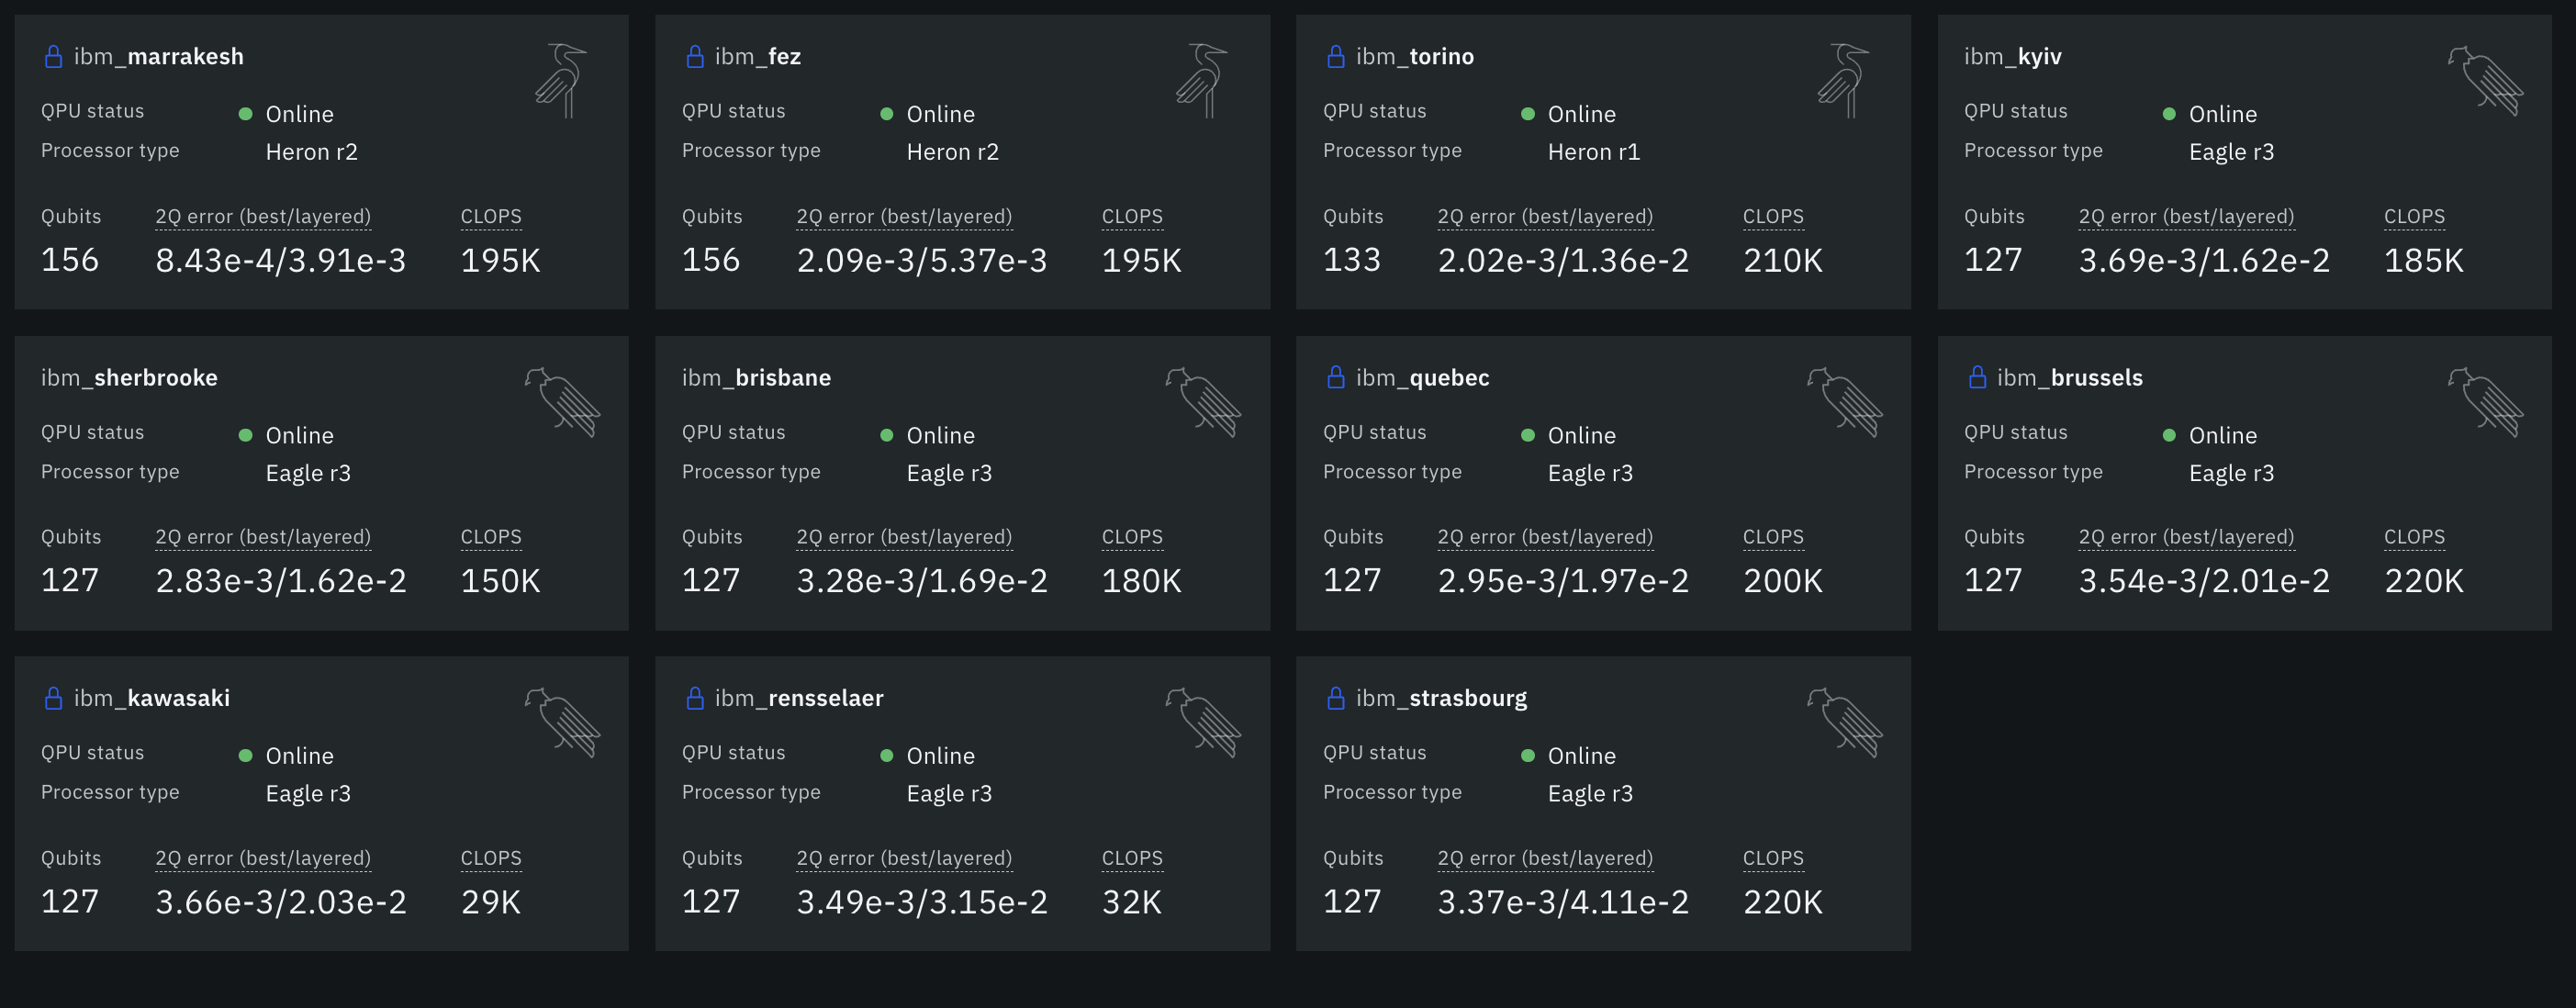 ibm_marrakesh
QPU status Online
Processor type Heron r2
Qubits 2Q error (best/layered) CLOPS
156 8.43e-4/3.91e-3 195K
ibm_fez
QPU status Online
Processor type Heron r2
Qubits 2Q error (best/layered) CLOPS
156 2.09e-3/5.37e-3 195K
ibm_torino
QPU status Online
Processor type Heron r1
Qubits 2Q error (best/layered) CLOPS
133 2.02e-3/1.36e-2 210K
ibm_kyiv
QPU status Online
Processor type Eagle r3
Qubits 2Q error (best/layered) CLOPS
127 3.69e-3/1.62e-2 185K
ibm_sherbrooke
QPU status Online
Processor type Eagle r3
Qubits 2Q error (best/layered) CLOPS
127 2.83e-3/1.62e-2 150K
ibm_brisbane
QPU status Online
Processor type Eagle r3
Qubits 2Q error (best/layered) CLOPS
127 3.28e-3/1.69e-2 180K
ibm_quebec
QPU status Online
Processor type Eagle r3
Qubits 2Q error (best/layered) CLOPS
127 2.95e-3/1.97e-2 200K
ibm_brussels
QPU status Online
Processor type Eagle r3
Qubits 2Q error (best/layered) CLOPS
127 3.54e-3/2.01e-2 220K
ibm_kawasaki
QPU status Online
Processor type Eagle r3
Qubits 2Q error (best/layered) CLOPS
127 3.66e-3/2.03e-2 29K
ibm_rensselaer
QPU status Online
Processor type Eagle r3
Qubits 2Q error (best/layered) CLOPS
127 3.49e-3/3.15e-2 32K
ibm_strasbourg
QPU status Online
Processor type Eagle r3
Qubits 2Q error (best/layered) CLOPS
127 3.37e-3/4.11e-2 220K